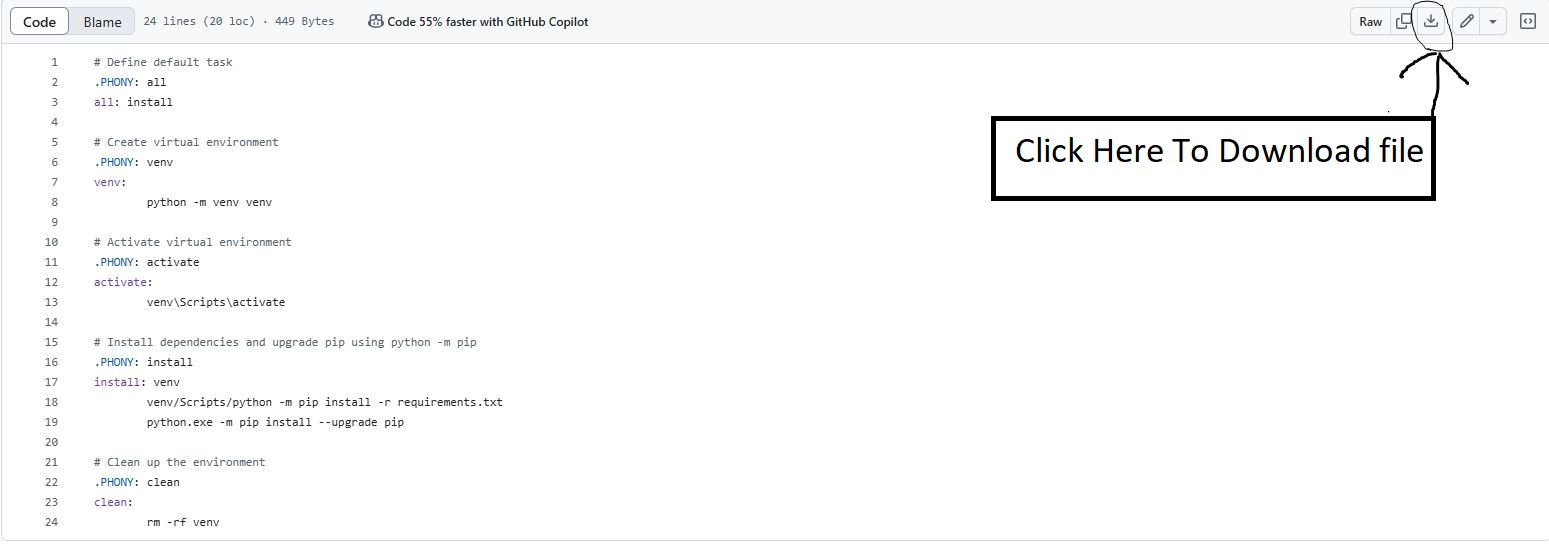 Code Blame 24 lines (20 loc) · 449 Bytes Code 55% faster with GitHub Copilot Raw
1 # Define default task
2 .PHONY: all
3 all: install
4
5 # Create virtual environment
6 .PHONY: venv
7 venv:
8 python -m venv venv
9
10 # Activate virtual environment
11 .PHONY: activate
12 activate:
13 venv\Scripts\activate
14
15 # Install dependencies and upgrade pip using python -m pip
16 .PHONY: install
17 install: venv
18 venv/Scripts/python -m pip install -r requirements.txt
19 python.exe -m pip install --upgrade pip
20
21 # Clean up the environment
22 .PHONY: clean
23 clean:
24 rm -rf venv
Click Here To Download file